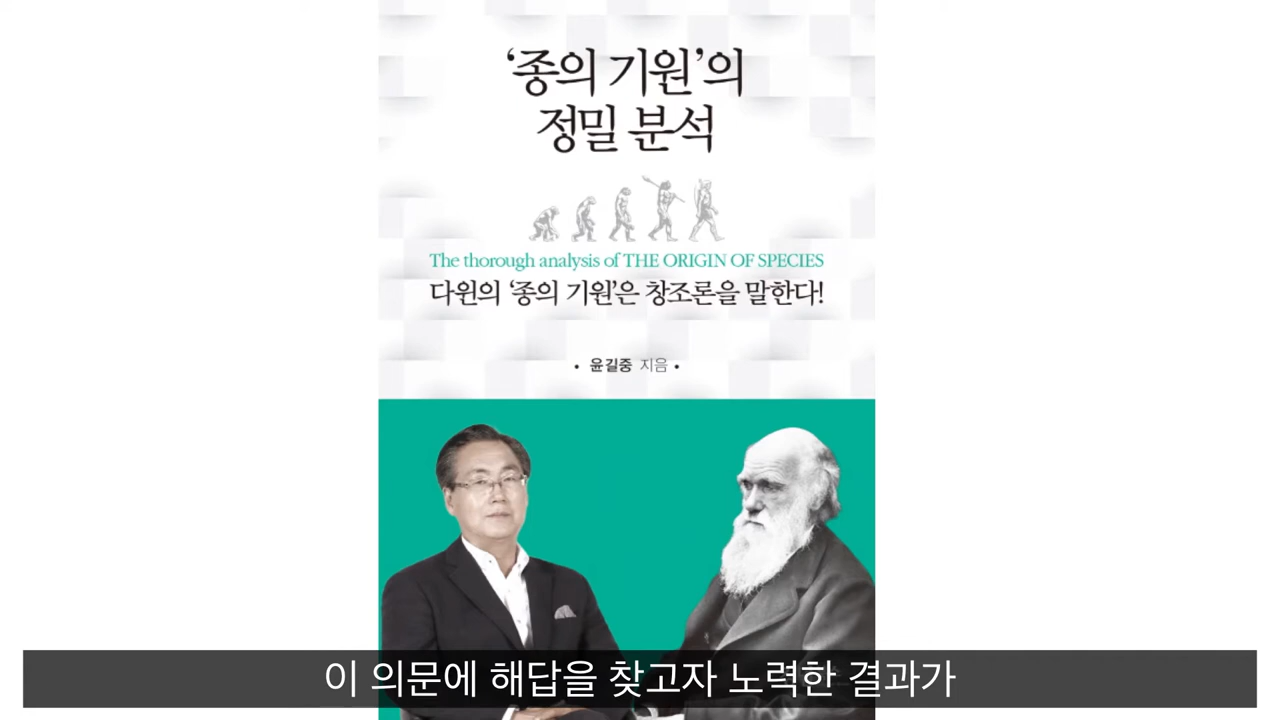 ‘종의 기원’의
정밀 분석
The thorough analysis of THE ORIGIN OF SPECIES
다윈의 ‘종의 기원’은 창조론을 말한다!
• 윤길중 지음 •
이 의문에 해답을 찾고자 노력한 결과가